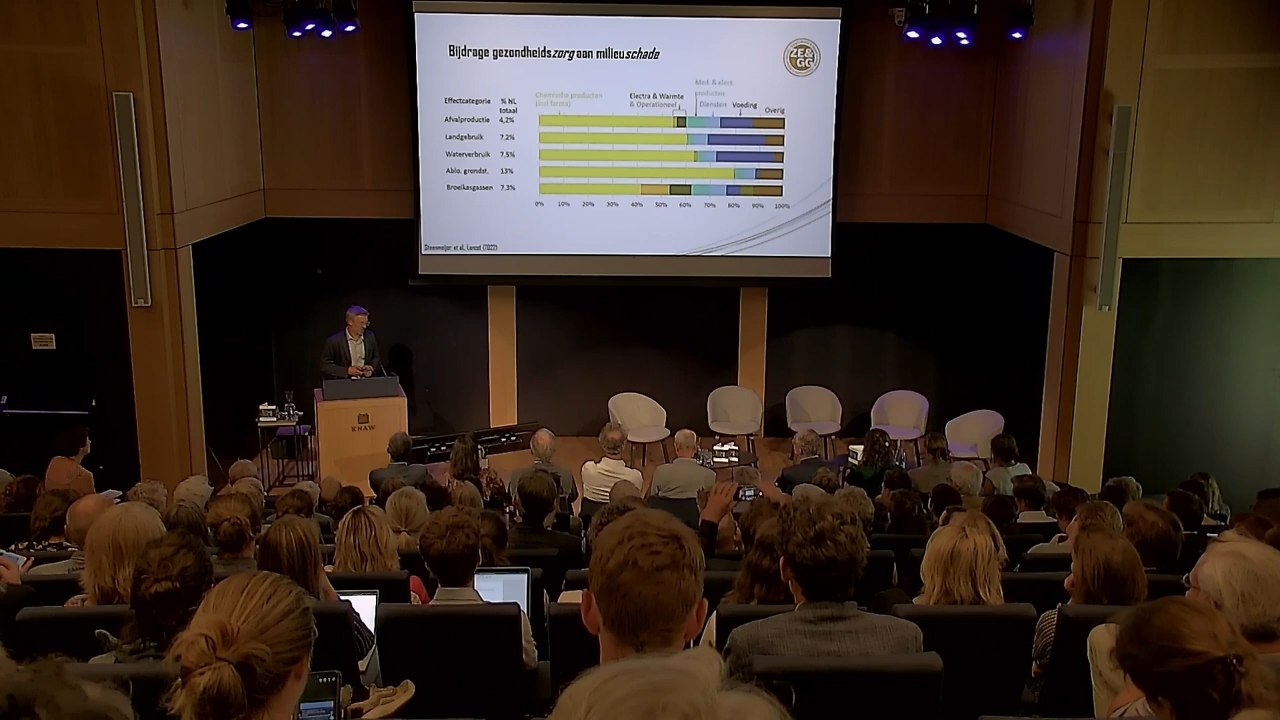 Bijdrage gezondheidszorg aan milieuschade
ZE&
GG
Med. & elect.
producten
Chemische producten
(incl farma)
Electra & Warmte
& Operationeel
Diensten
Voeding
Overig
Effectcategorie % NL
totaal
Afvalproductie 4,2%
Landgebruik 7,2%
Waterverbruik 7,5%
Abio. grondst. 13%
Broeikasgassen 7,3%
0% 10% 20% 30% 40% 50% 60% 70% 80% 90% 100%
Steenmeijer, et al., Lancet (2022)
KNAW